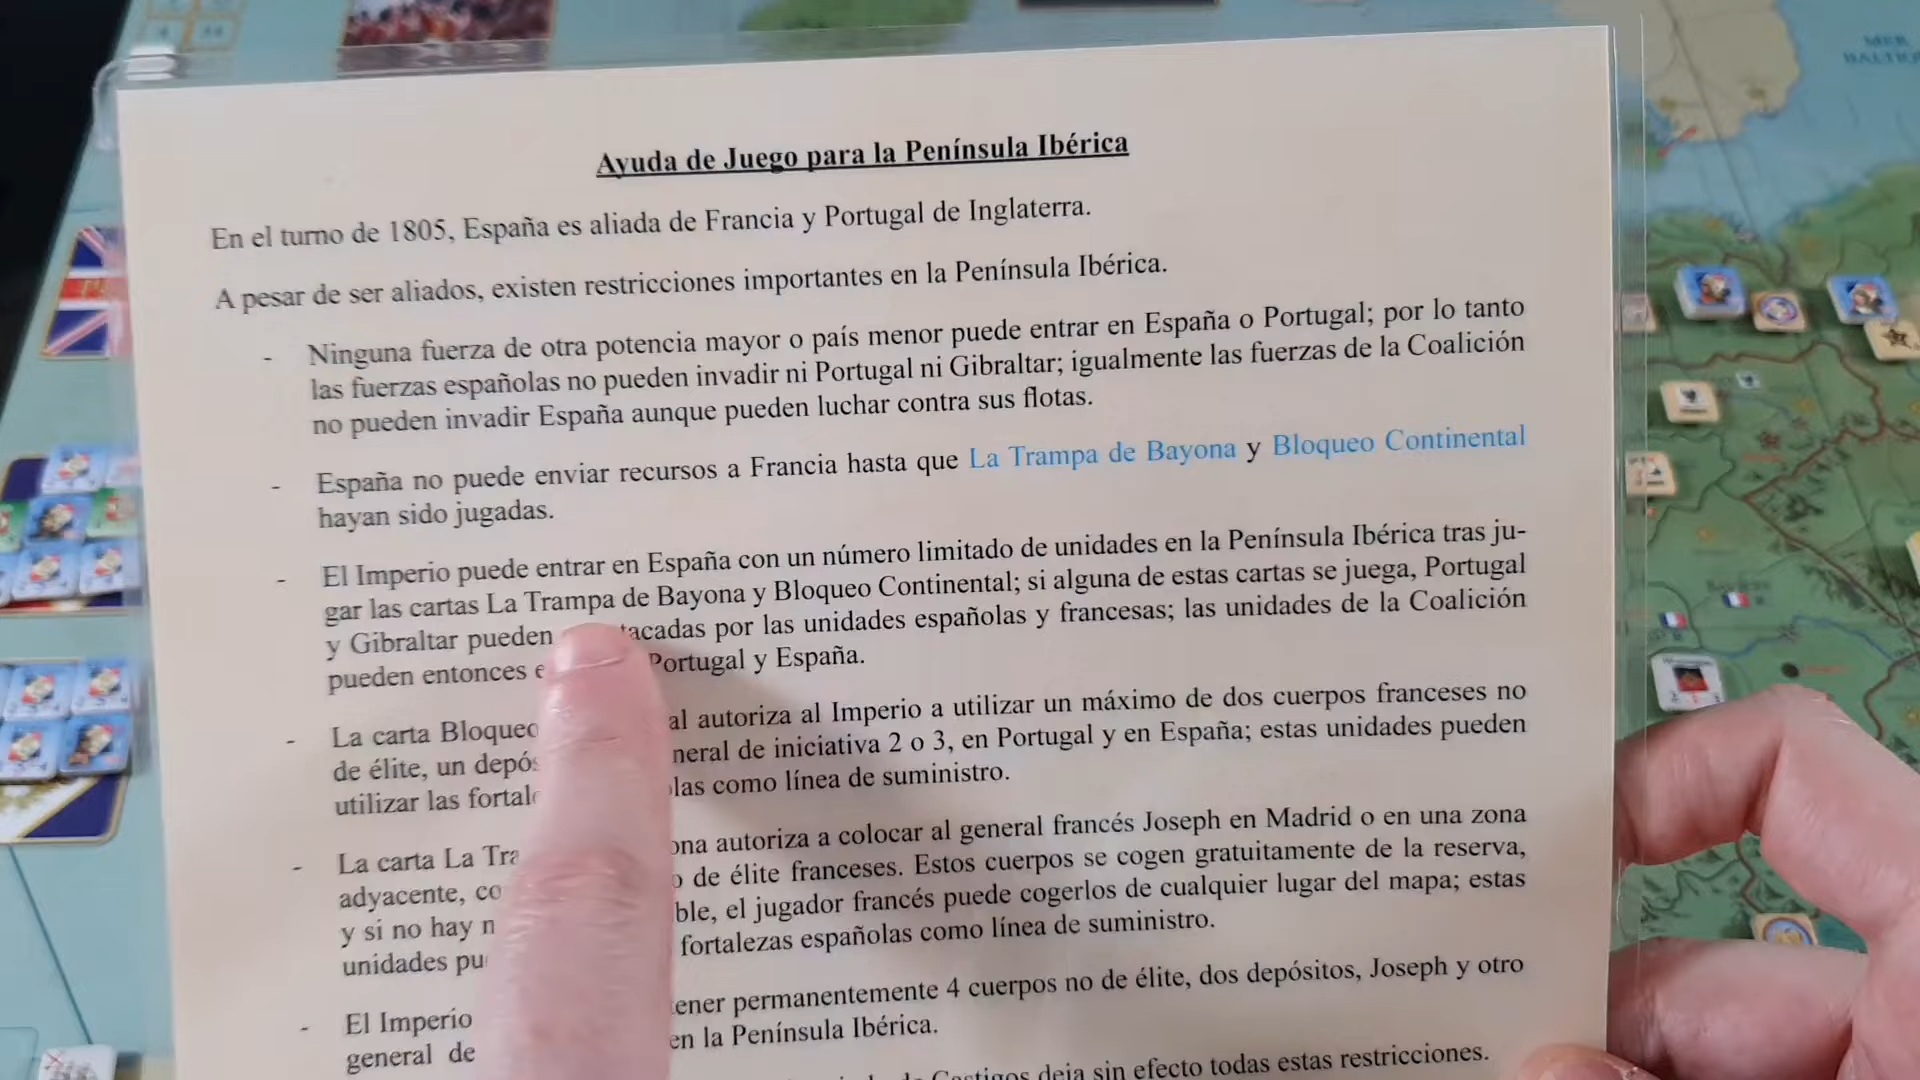 Ayuda de Juego para la Península Ibérica
En el turno de 1805, España es aliada de Francia y Portugal de Inglaterra.
A pesar de ser aliados, existen restricciones importantes en la Península Ibérica.
- Ninguna fuerza de otra potencia mayor o país menor puede entrar en España o Portugal; por lo tanto
las fuerzas españolas no pueden invadir ni Portugal ni Gibraltar; igualmente las fuerzas de la Coalición
no pueden invadir España aunque pueden luchar contra sus flotas.
- España no puede enviar recursos a Francia hasta que La Trampa de Bayona y Bloqueo Continental
hayan sido jugadas.
- El Imperio puede entrar en España con un número limitado de unidades en la Península Ibérica tras ju-
gar las cartas La Trampa de Bayona y Bloqueo Continental; si alguna de estas cartas se juega, Portugal
y Gibraltar pueden tacadas por las unidades españolas y francesas; las unidades de la Coalición
pueden entonces Portugal y España.
- La carta Bloqueo al autoriza al Imperio a utilizar un máximo de dos cuerpos franceses no
de élite, un depós neral de iniciativa 2 o 3, en Portugal y en España; estas unidades pueden
utilizar las fortale las como línea de suministro.
- La carta La Tra ona autoriza a colocar al general francés Joseph en Madrid o en una zona
adyacente, co o de élite franceses. Estos cuerpos se cogen gratuitamente de la reserva,
y si no hay n ble, el jugador francés puede cogerlos de cualquier lugar del mapa; estas
unidades pu fortalezas españolas como línea de suministro.
- El Imperio tener permanentemente 4 cuerpos no de élite, dos depósitos, Joseph y otro
general de en la Península Ibérica.
deja sin efecto todas estas restricciones.
MER
BALTIQ